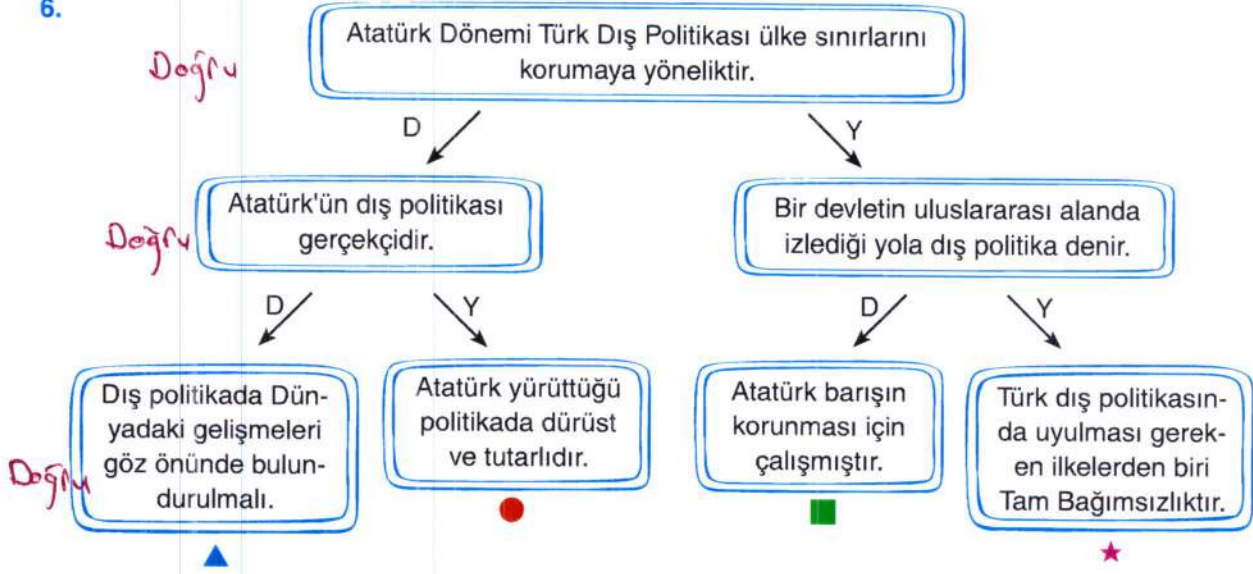 6.
Atatürk Dönemi Türk Dış Politikası ülke sınırlarını
korumaya yöneliktir.
Doğru
D
Y
Atatürk'ün dış politikası
gerçekçidir.
Doğru
Bir devletin uluslararası alanda
izlediği yola dış politika denir.
D
Y
D
Y
Dış politikada Dün-
yadaki gelişmeleri
göz önünde bulun-
durulmalı.
Doğru
Atatürk yürüttüğü
politikada dürüst
ve tutarlıdır.
Atatürk barışın
korunması için
çalışmıştır.
Türk dış politikasın-
da uyulması gerek-
en ilkelerden biri
Tam Bağımsızlıktır.